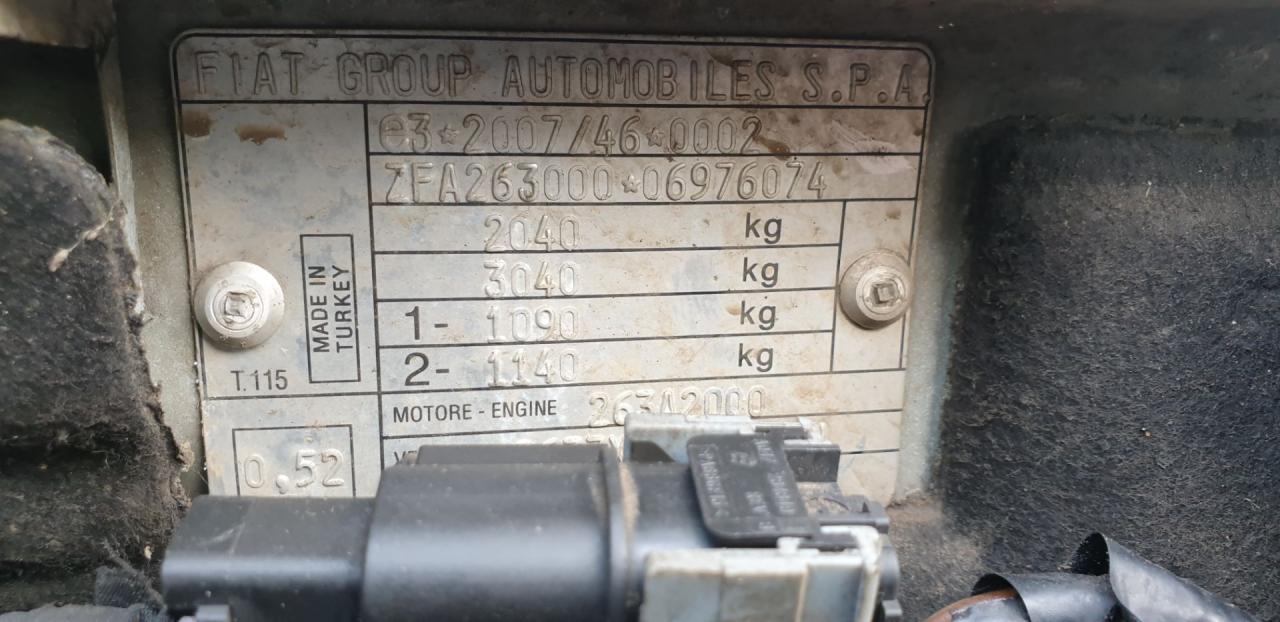 FIAT GROUP AUTOMOBILES S.P.A.
e3*2007/46*0002
ZFA263000*06976074
2040 kg
3040 kg
1- 1090 kg
2- 1140 kg
MADE IN
TURKEY
T.115
MOTORE - ENGINE 263A2000
0,52